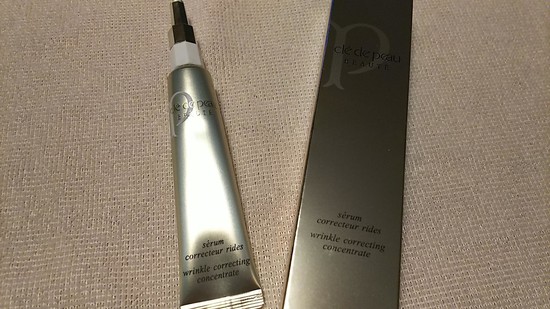 clé de peau
BEAUTÉ
sérum
correcteur rides
wrinkle correcting
concentrate
clé de peau
BEAUTÉ
sérum
correcteur rides
wrinkle correcting
concentrate